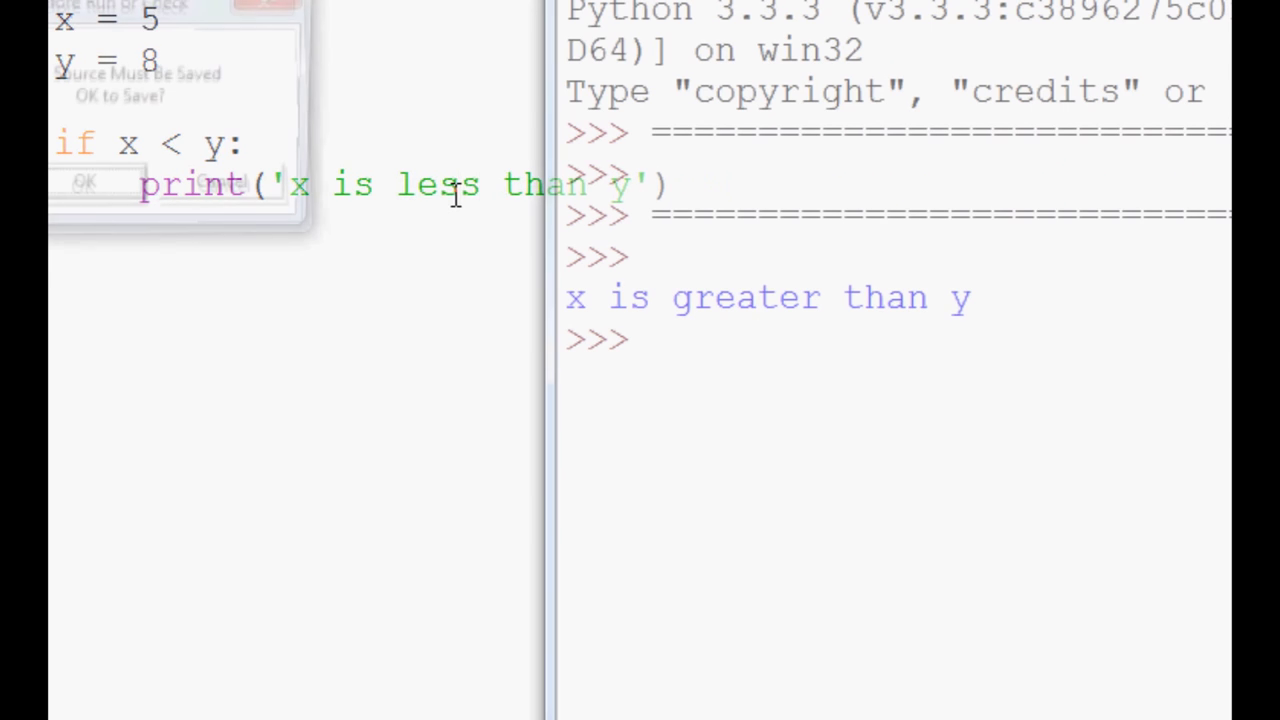 x = 5
y = 8
Source Must Be Saved
OK to Save?
if x < y:
OK
print('x is less than y')
Python 3.3.3 (v3.3.3:c3896275c0
D64)] on win32
Type "copyright", "credits" or
>>> ===========================
>>>
>>> ===========================
>>>
x is greater than y
>>>